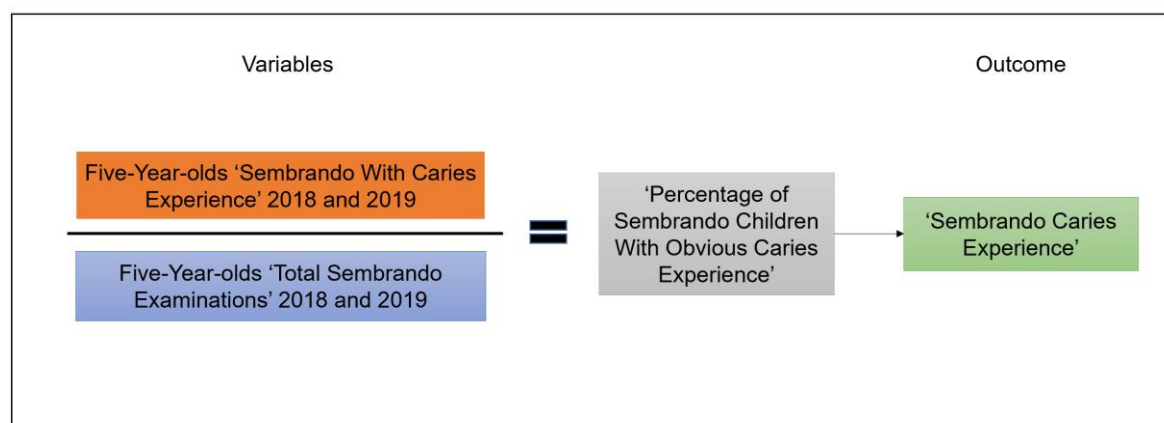 Variables
Outcome
Five-Year-olds ‘Sembrando With Caries
Experience’ 2018 and 2019
Five-Year-olds ‘Total Sembrando
Examinations’ 2018 and 2019
=
‘Percentage of
Sembrando Children
With Obvious Caries
Experience’
‘Sembrando Caries
Experience’